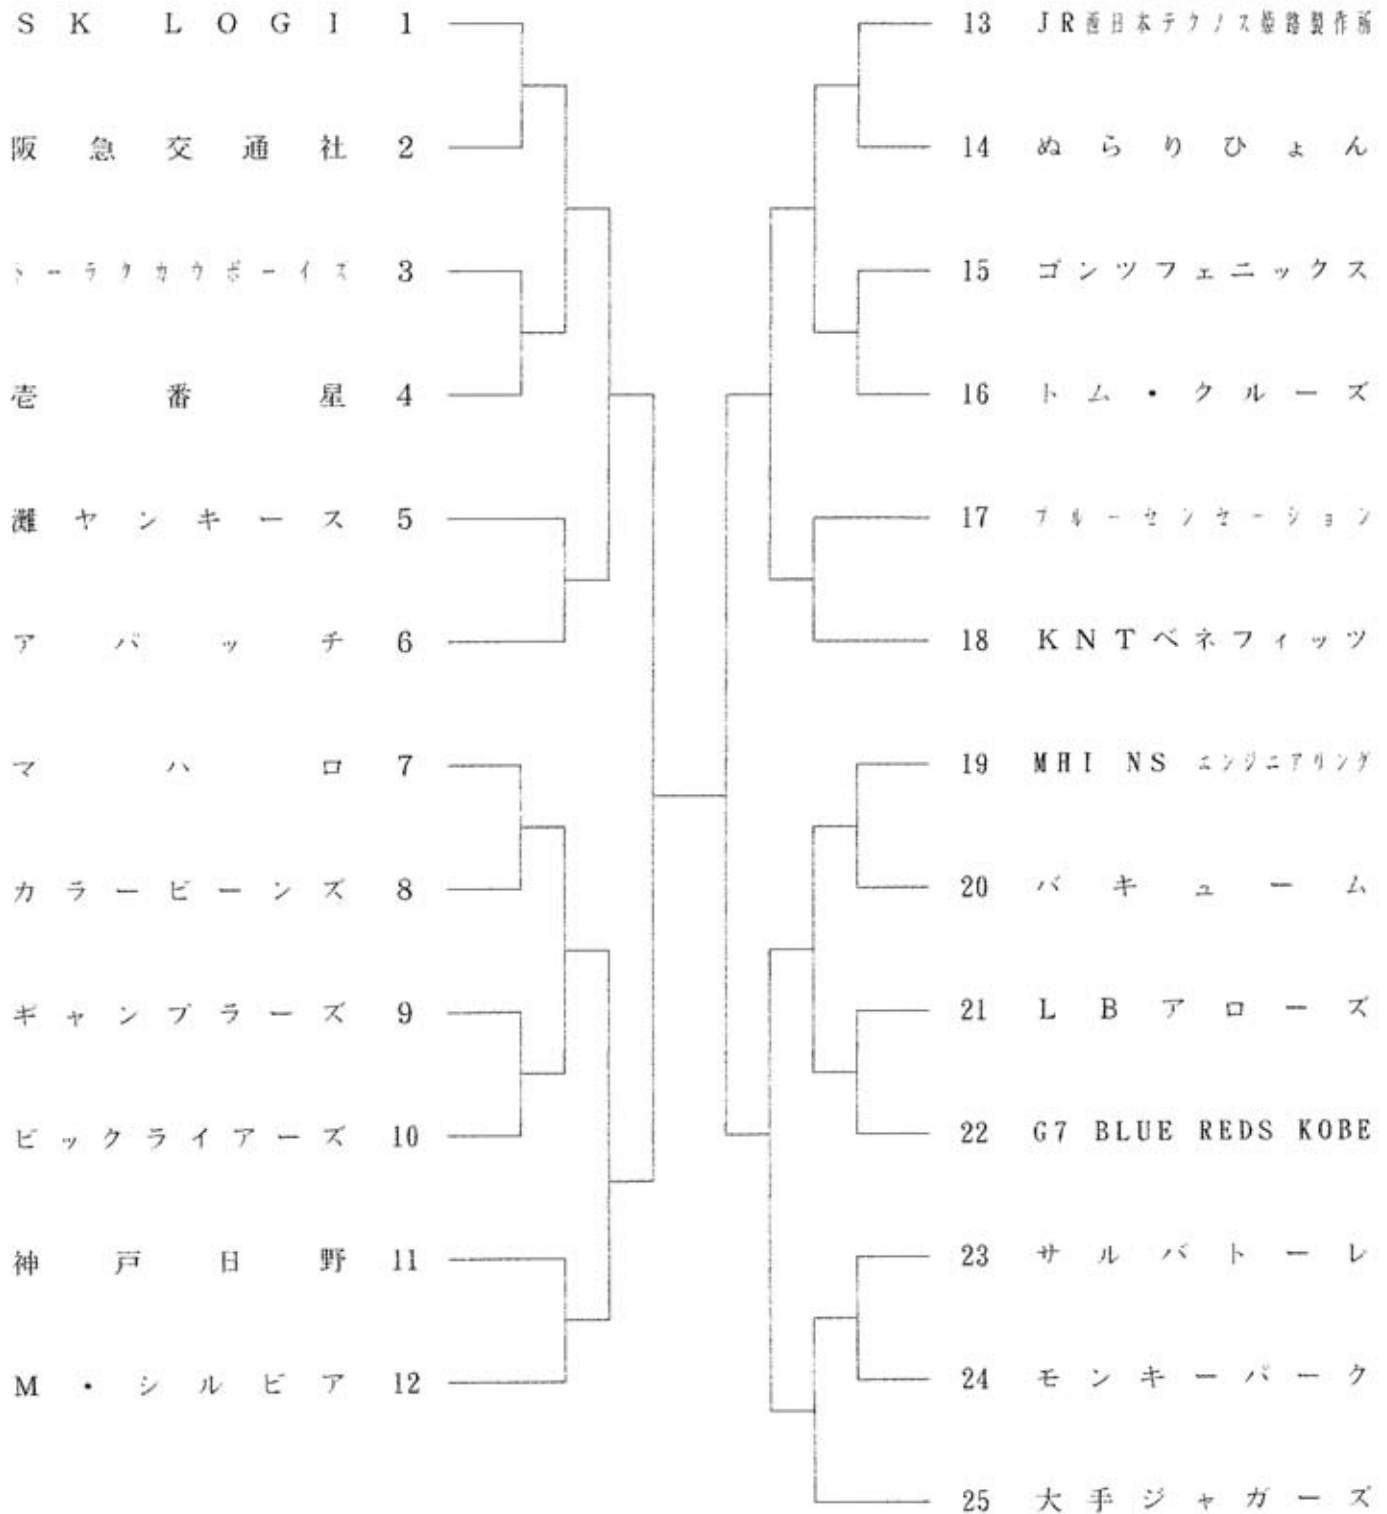 SK LOGI 1
阪急交通社 2
トーラクカウボーイズ 3
壱番星 4
灘ヤンキース 5
アパッチ 6
マハロ 7
カラービーンズ 8
ギャンブラーズ 9
ビックライアーズ 10
神戸日野 11
M・シルビア 12
13 JR西日本テクノス姫路製作所
14 ぬらりひょん
15 ゴンツフェニックス
16 トム・クルーズ
17 ブルーセンセーション
18 KNTベネフィッツ
19 MHI NS エンジニアリング
20 バキューム
21 LBアローズ
22 G7 BLUE REDS KOBE
23 サルバトーレ
24 モンキーパーク
25 大手ジャガーズ